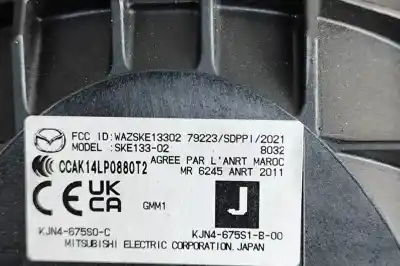 FCC ID:WAZSKE13302 79223/SDPPI/2021
MODEL :SKE133-02 8032
CCAK14LP0880T2 AGREE PAR L'ANRT MAROC
MR 6245 ANRT 2011
CE UK CA GMM1 J
KJN4-675S0-C KJN4-675S1-B-00
MITSUBISHI ELECTRIC CORPORATION.JAPAN